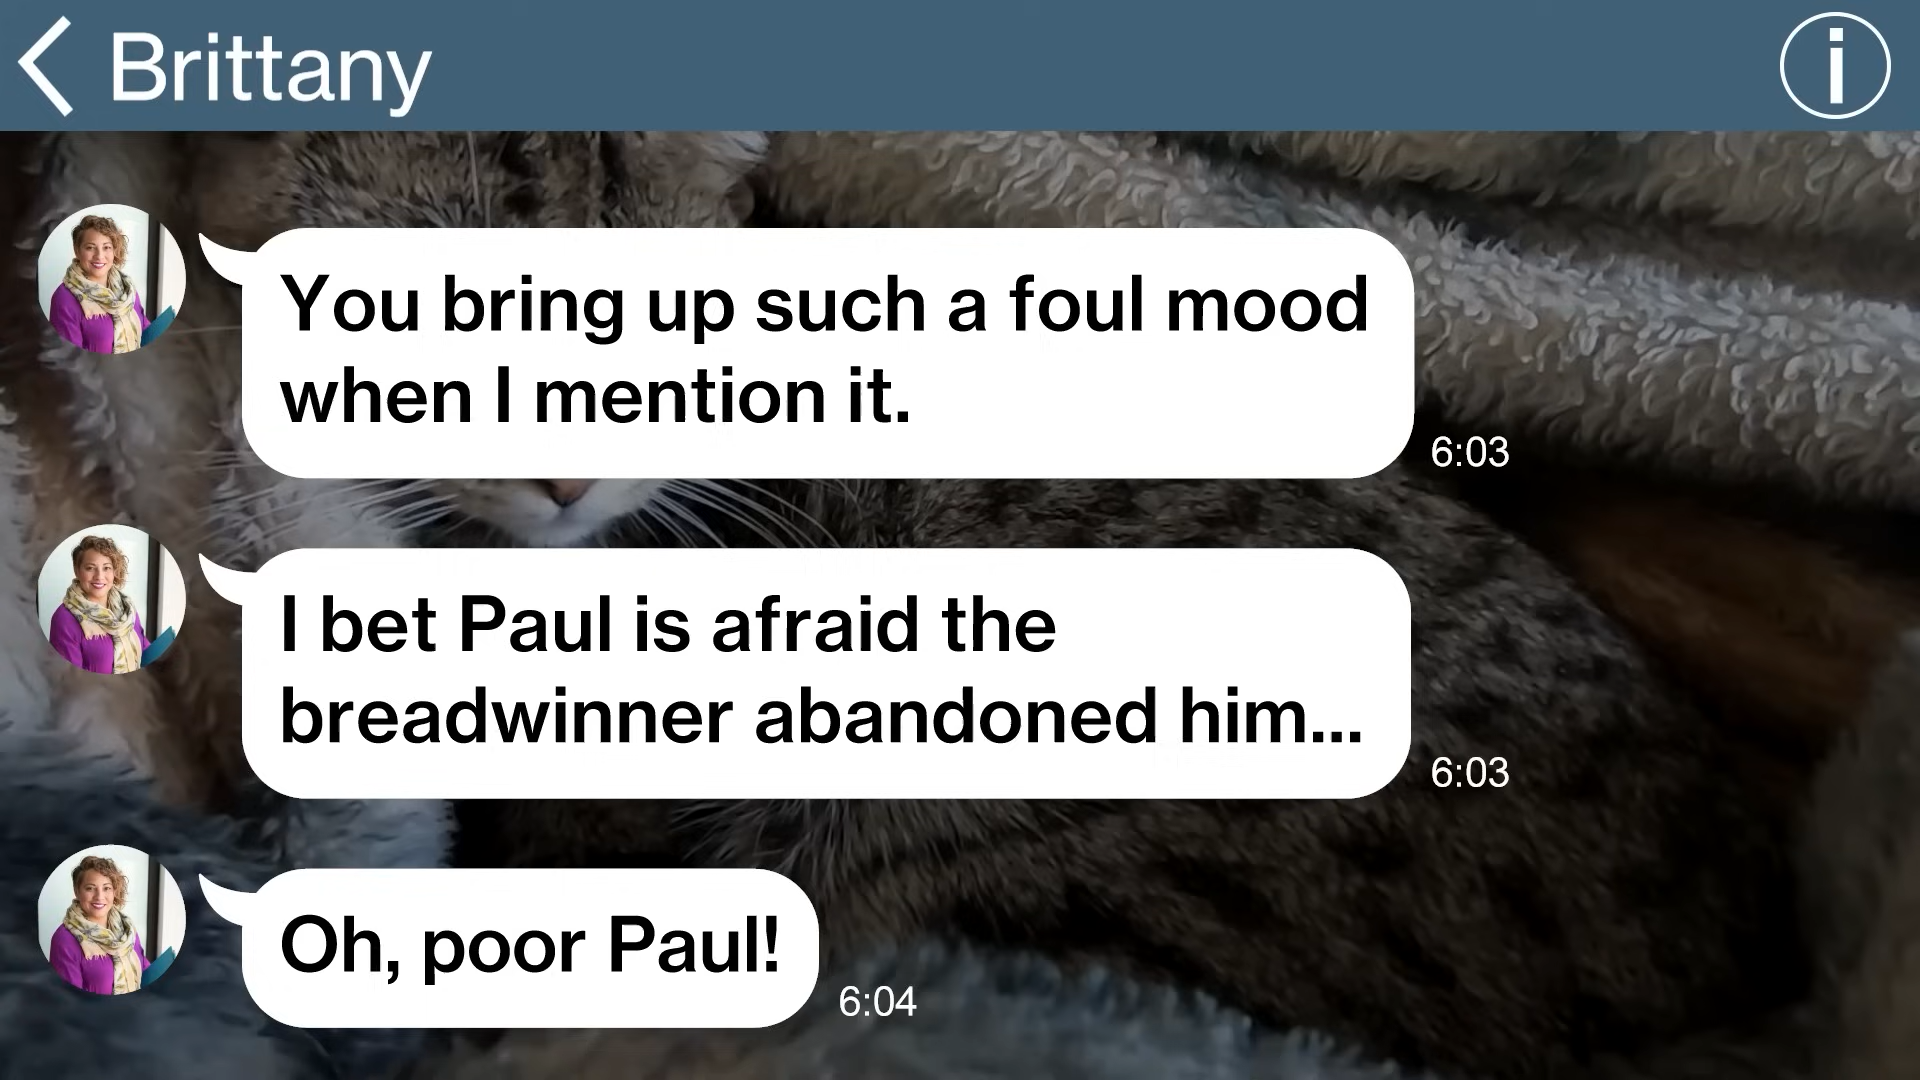 Brittany
You bring up such a foul mood
when I mention it.
6:03
I bet Paul is afraid the
breadwinner abandoned him...
6:03
Oh, poor Paul!
6:04